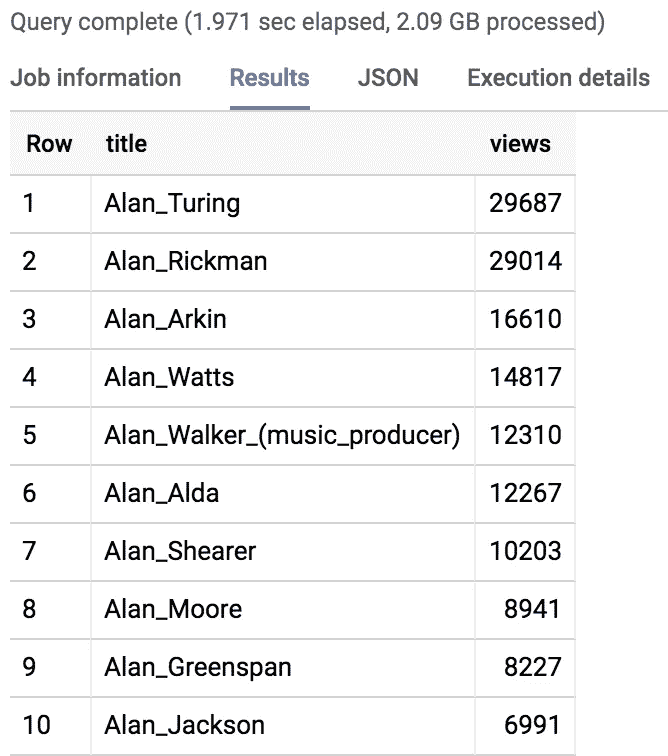 Query complete (1.971 sec elapsed, 2.09 GB processed)
Job information Results JSON Execution details
Row title views
1 Alan_Turing 29687
2 Alan_Rickman 29014
3 Alan_Arkin 16610
4 Alan_Watts 14817
5 Alan_Walker_(music_producer) 12310
6 Alan_Alda 12267
7 Alan_Shearer 10203
8 Alan_Moore 8941
9 Alan_Greenspan 8227
10 Alan_Jackson 6991